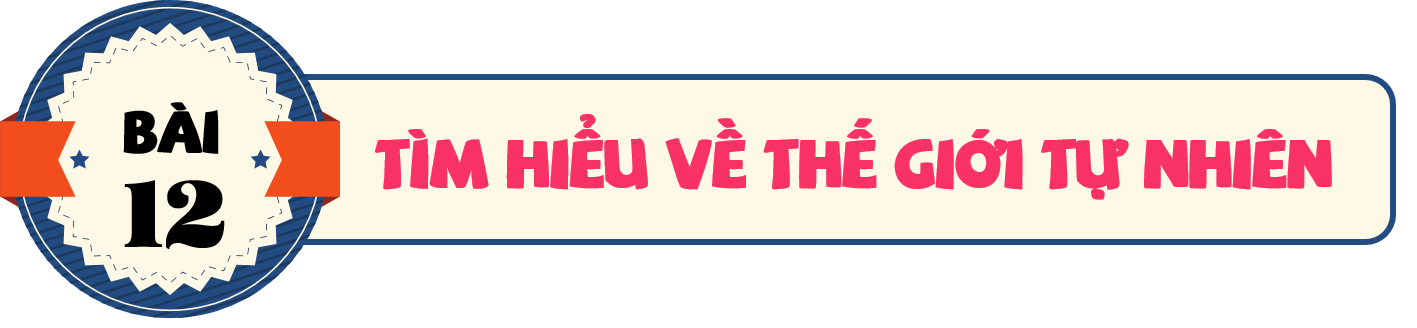 BÀI
12
TÌM HIỂU VỀ THẾ GIỚI TỰ NHIÊN